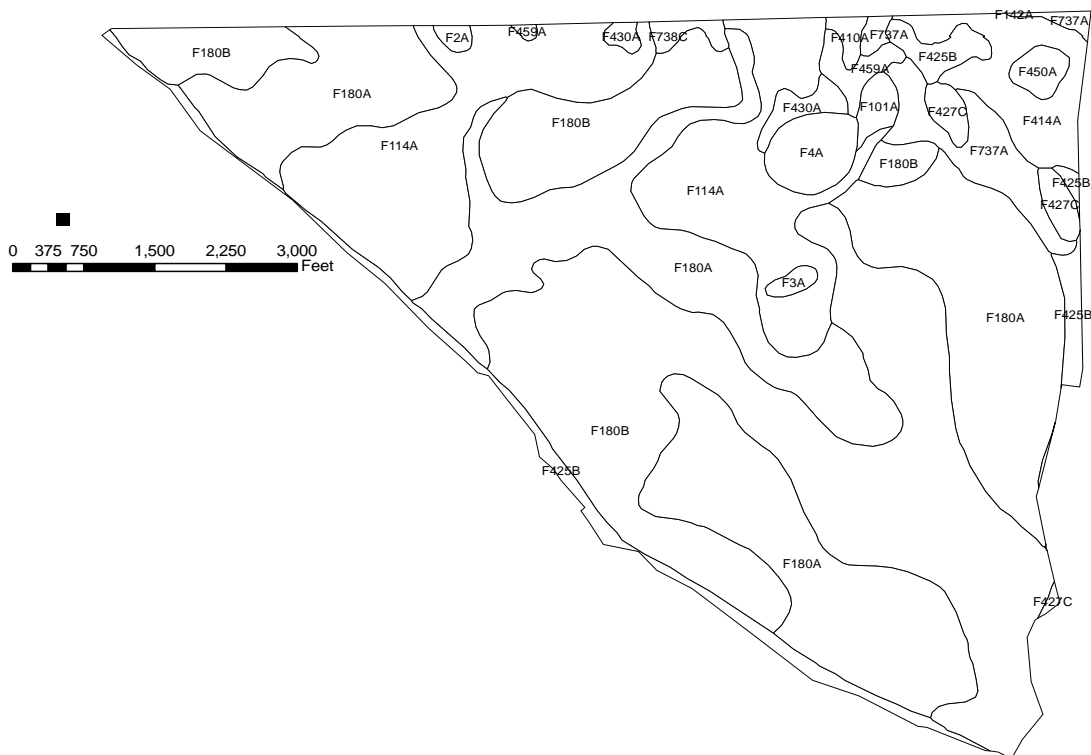 F142A
F737A
F459A
F2A
F430A
F738C
F410A
F737A
F180B
F425B
F459A
F450A
F180A
F430A
F101A
F427C
F180B
F414A
F114A
F4A
F737A
F180B
F114A
F425B
F427C
0 375 750 1,500 2,250 3,000
Feet
F180A
F3A
F180A
F425B
F180B
F425B
F180A
F427C